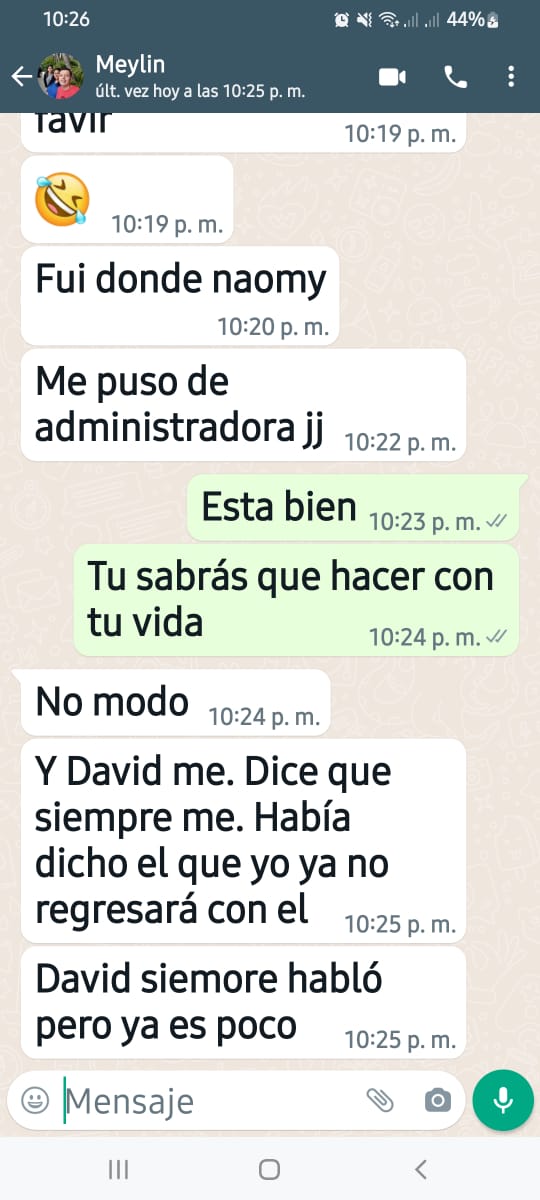 10:26
44%
Meylin
últ. vez hoy a las 10:25 p. m.
favir
10:19 p. m.
10:19 p. m.
Fui donde naomy
10:20 p. m.
Me puso de
administradora jj
10:22 p. m.
Esta bien
10:23 p. m.
Tu sabrás que hacer con
tu vida
10:24 p. m.
No modo
10:24 p. m.
Y David me. Dice que
siempre me. Había
dicho el que yo ya no
regresará con el
10:25 p. m.
David siemore habló
pero ya es poco
10:25 p. m.
Mensaje